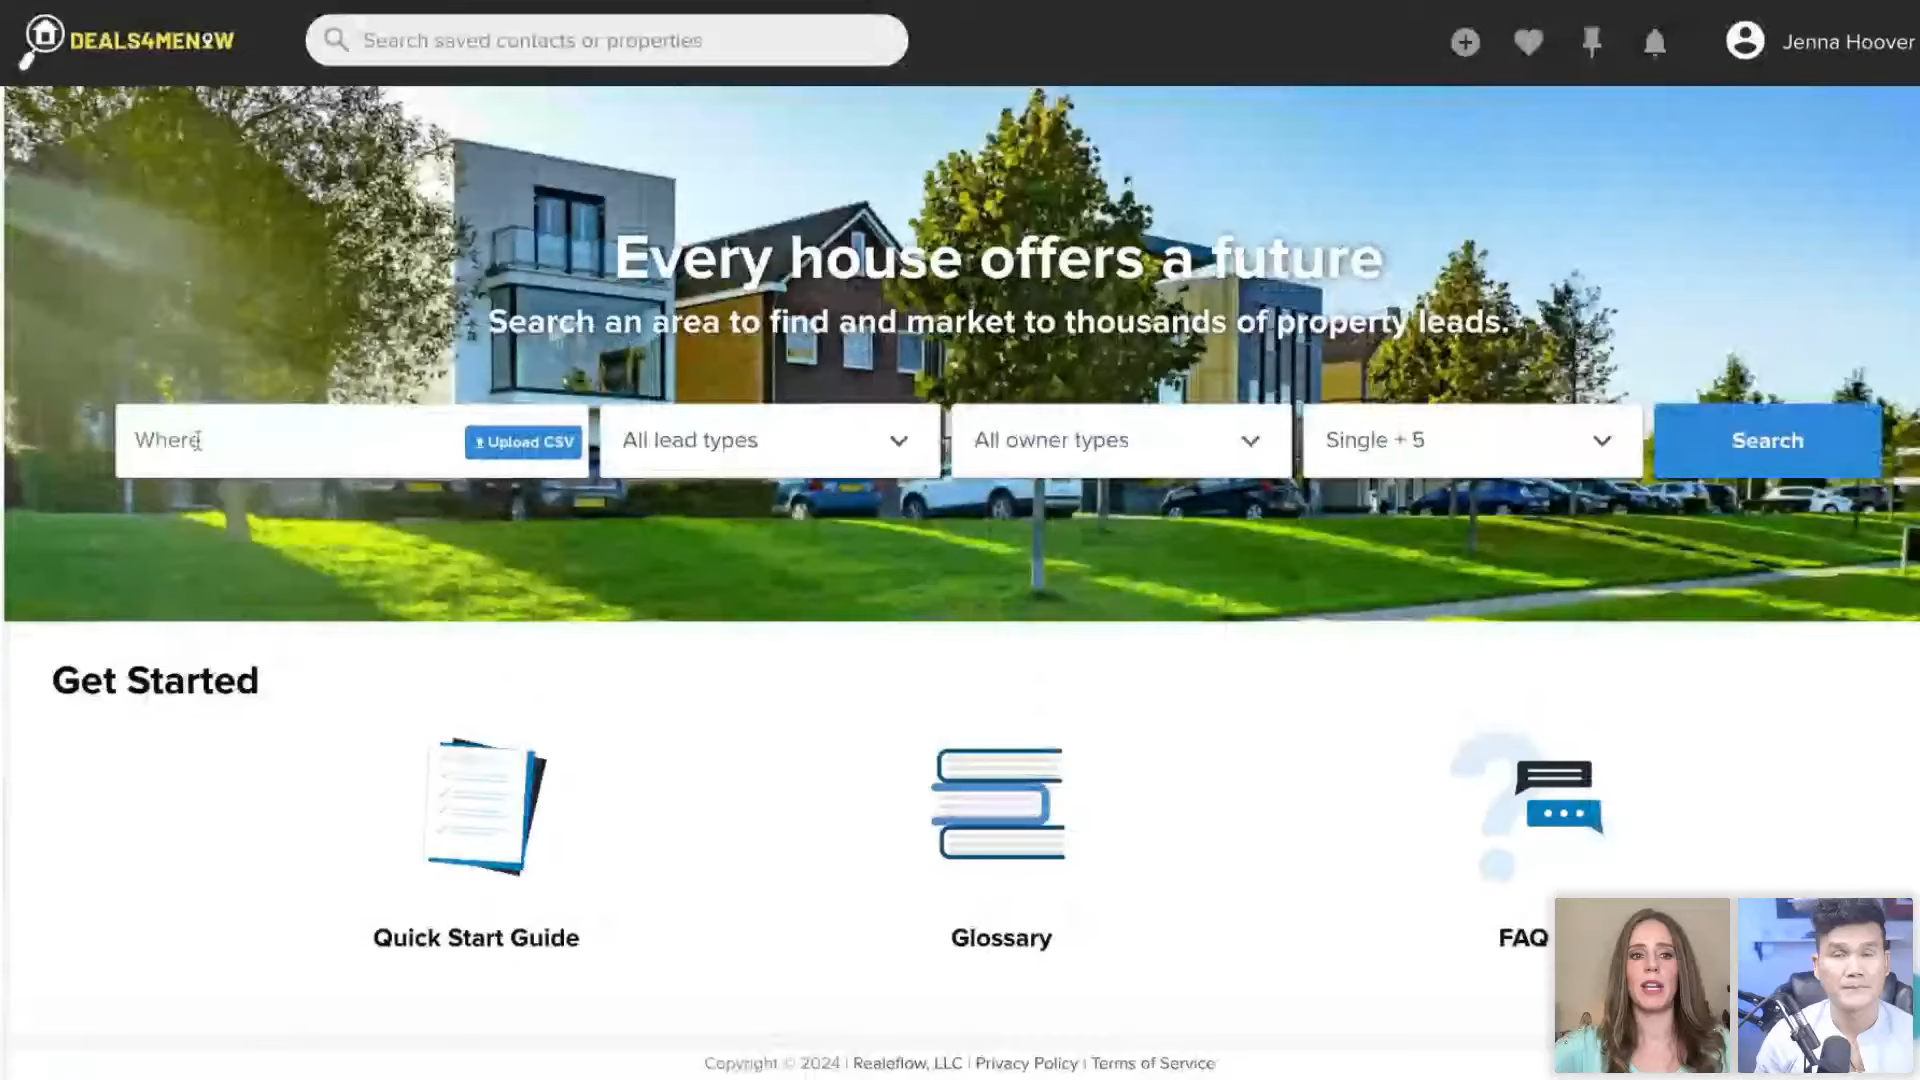 DEALS4MENOW
Search saved contacts or properties
Jenna Hoover
Every house offers a future
Search an area to find and market to thousands of property leads.
Where
Upload CSV
All lead types
All owner types
Single + 5
Search
Get Started
Quick Start Guide
Glossary
FAQ
Copyright © 2024 | Realeflow, LLC | Privacy Policy | Terms of Service